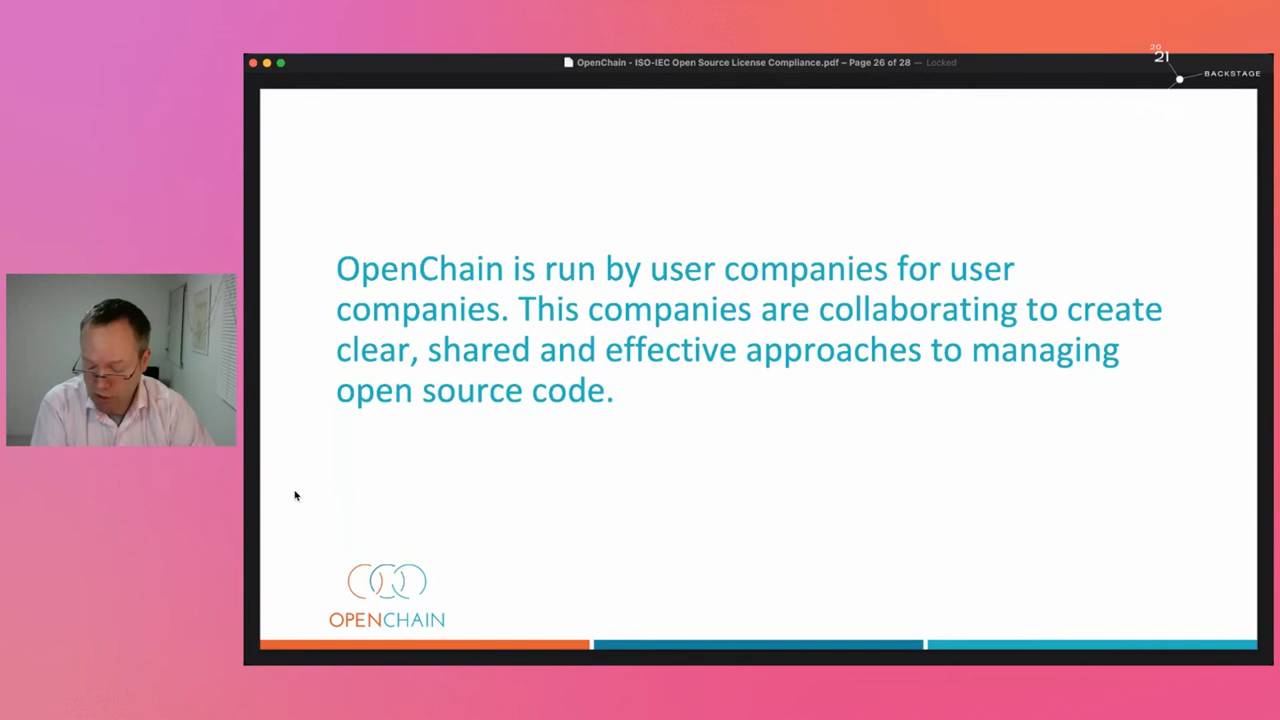 OpenChain - ISO-IEC Open Source License Compliance.pdf – Page 26 of 28 — Locked
20
21
BACKSTAGE
OpenChain is run by user companies for user
companies. This companies are collaborating to create
clear, shared and effective approaches to managing
open source code.
OPENCHAIN